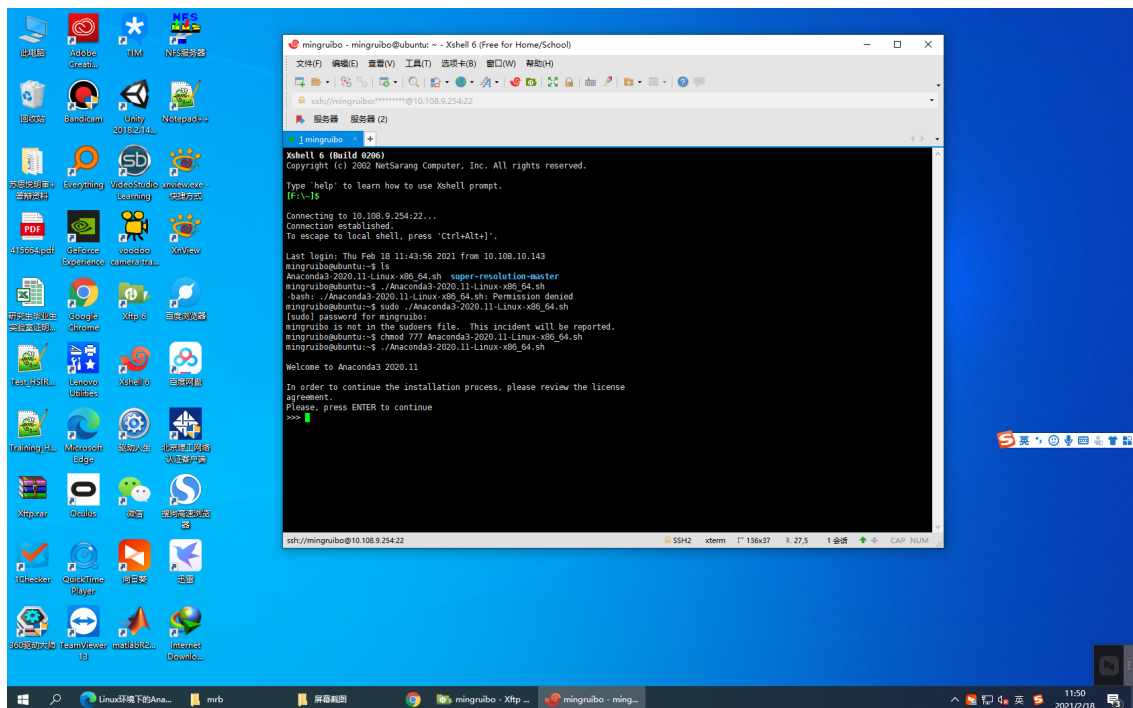 此电脑
Adobe Creati...
TIM
NFS服务器
回收站
Bandicam
Unity 2018.2.14...
Notepad++
Everything
VideoStudio Learning
xnview.exe - 快捷方式
PDF
415664.pdf
GeForce Experience
voodoo camera tra...
XnView
研究生毕业生实验室证明...
Google Chrome
Xftp 6
百度浏览器
Test_HSIR...
Lenovo Utilities
Xshell 6
百度网盘
Training_H...
Microsoft Edge
驱动人生
北京理工网络认证客户端
Xftp.rar
Oculus
微信
搜狗高速浏览器
1Checker
QuickTime Player
向日葵
迅雷
360驱动大师
TeamViewer 13
matlabR2...
Internet Downlo...
mingruibo - mingruibo@ubuntu: ~ - Xshell 6 (Free for Home/School)
文件(F) 编辑(E) 查看(V) 工具(T) 选项卡(B) 窗口(W) 帮助(H)
ssh://mingruibo:*********@10.108.9.254:22
服务器 服务器 (2)
1 mingruibo
Xshell 6 (Build 0206)
Copyright (c) 2002 NetSarang Computer, Inc. All rights reserved.
Type `help' to learn how to use Xshell prompt.
[F:\~]$
Connecting to 10.108.9.254:22...
Connection established.
To escape to local shell, press 'Ctrl+Alt+]'.
Last login: Thu Feb 18 11:43:56 2021 from 10.108.10.143
mingruibo@ubuntu:~$ ls
Anaconda3-2020.11-Linux-x86_64.sh super-resolution-master
mingruibo@ubuntu:~$ ./Anaconda3-2020.11-Linux-x86_64.sh
-bash: ./Anaconda3-2020.11-Linux-x86_64.sh: Permission denied
mingruibo@ubuntu:~$ sudo ./Anaconda3-2020.11-Linux-x86_64.sh
[sudo] password for mingruibo:
mingruibo is not in the sudoers file. This incident will be reported.
mingruibo@ubuntu:~$ chmod 777 Anaconda3-2020.11-Linux-x86_64.sh
mingruibo@ubuntu:~$ ./Anaconda3-2020.11-Linux-x86_64.sh
Welcome to Anaconda3 2020.11
In order to continue the installation process, please review the license
agreement.
Please, press ENTER to continue
>>>
ssh://mingruibo@10.108.9.254:22 SSH2 xterm 136x37 27,5 1 会话 CAP NUM
英
Linux环境下的Ana... mrb 屏幕截图 mingruibo - Xftp ... mingruibo - ming...
英
11:50
2021/2/18
3